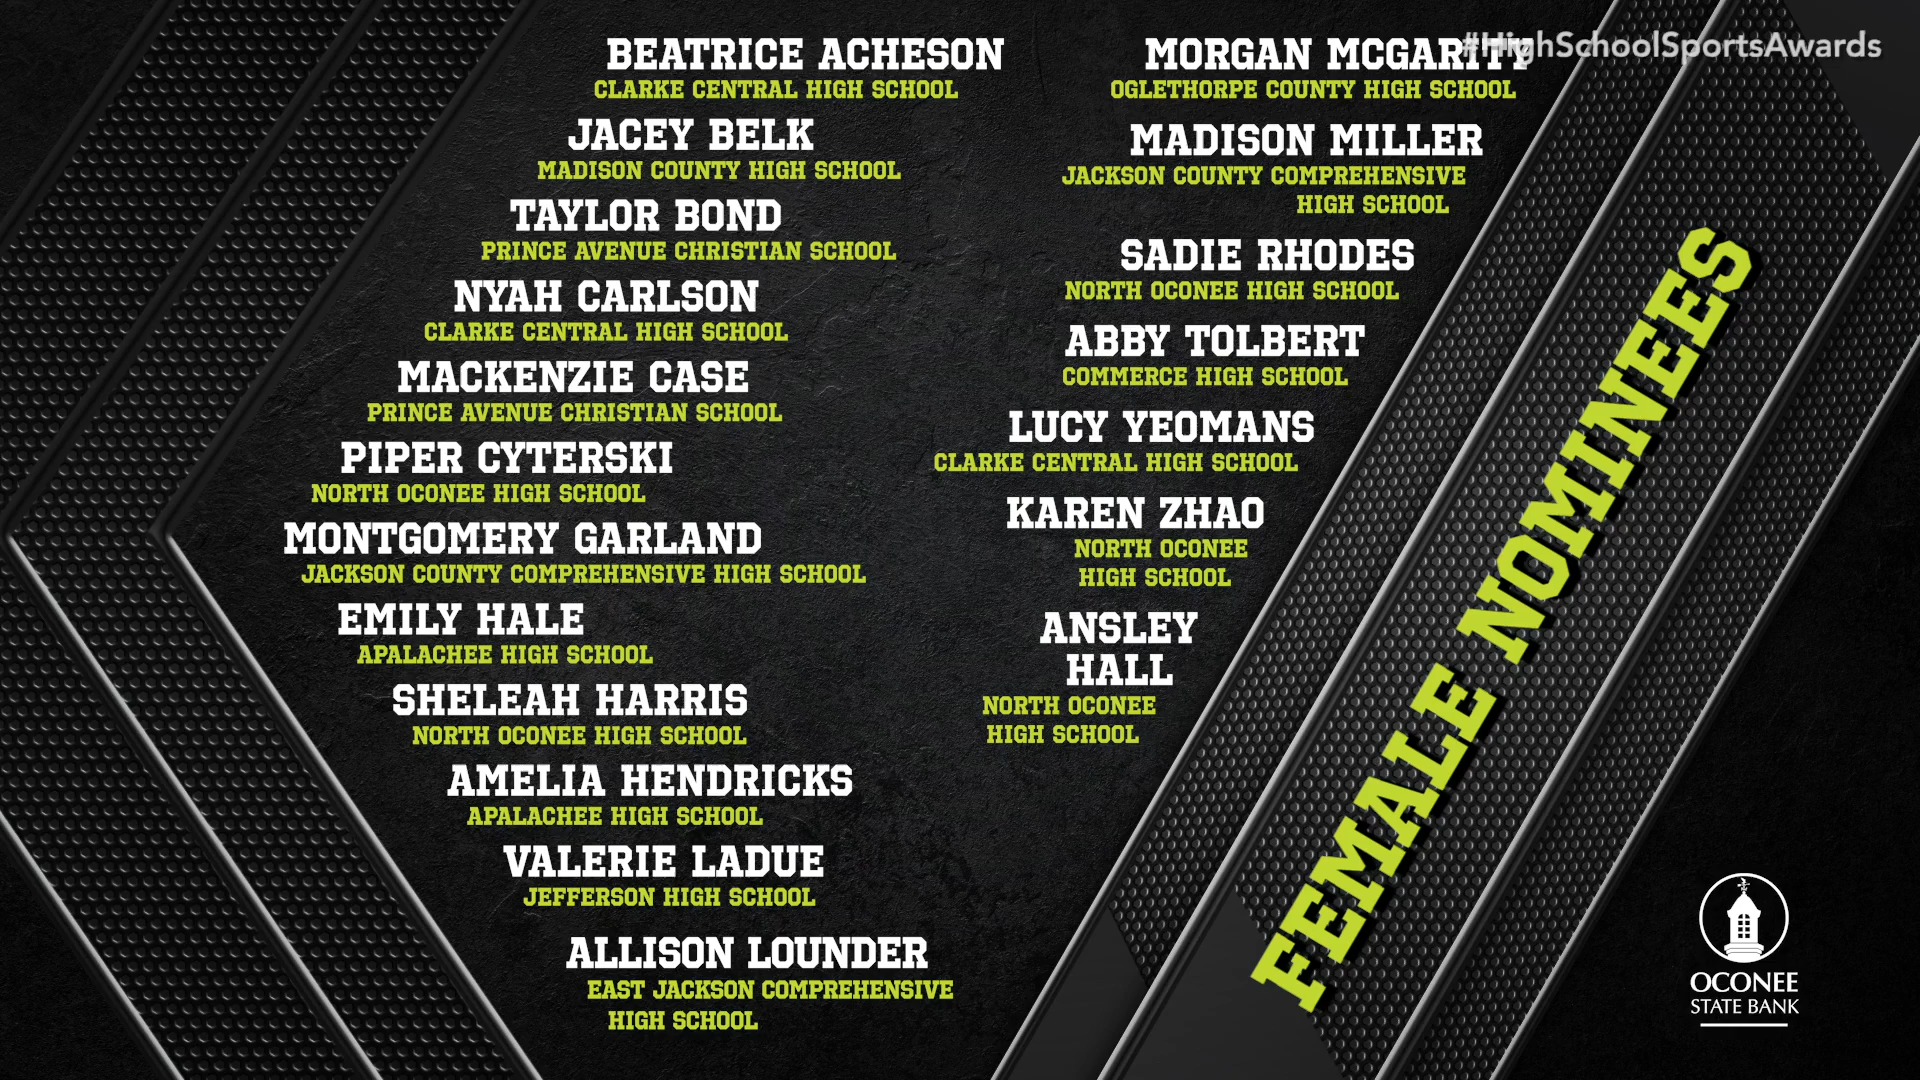 BEATRICE ACHESON
CLARKE CENTRAL HIGH SCHOOL
JACEY BELK
MADISON COUNTY HIGH SCHOOL
TAYLOR BOND
PRINCE AVENUE CHRISTIAN SCHOOL
NYAH CARLSON
CLARKE CENTRAL HIGH SCHOOL
MACKENZIE CASE
PRINCE AVENUE CHRISTIAN SCHOOL
PIPER CYTERSKI
NORTH OCONEE HIGH SCHOOL
MONTGOMERY GARLAND
JACKSON COUNTY COMPREHENSIVE HIGH SCHOOL
EMILY HALE
APALACHEE HIGH SCHOOL
SHELEAH HARRIS
NORTH OCONEE HIGH SCHOOL
AMELIA HENDRICKS
APALACHEE HIGH SCHOOL
VALERIE LADUE
JEFFERSON HIGH SCHOOL
ALLISON LOUNDER
EAST JACKSON COMPREHENSIVE
HIGH SCHOOL
MORGAN MCGARITY
OGLETHORPE COUNTY HIGH SCHOOL
MADISON MILLER
JACKSON COUNTY COMPREHENSIVE
HIGH SCHOOL
SADIE RHODES
NORTH OCONEE HIGH SCHOOL
ABBY TOLBERT
COMMERCE HIGH SCHOOL
LUCY YEOMANS
CLARKE CENTRAL HIGH SCHOOL
KAREN ZHAO
NORTH OCONEE
HIGH SCHOOL
ANSLEY
HALL
NORTH OCONEE
HIGH SCHOOL
#HighSchoolSportsAwards
FEMALE NOMINEES
OCONEE
STATE BANK